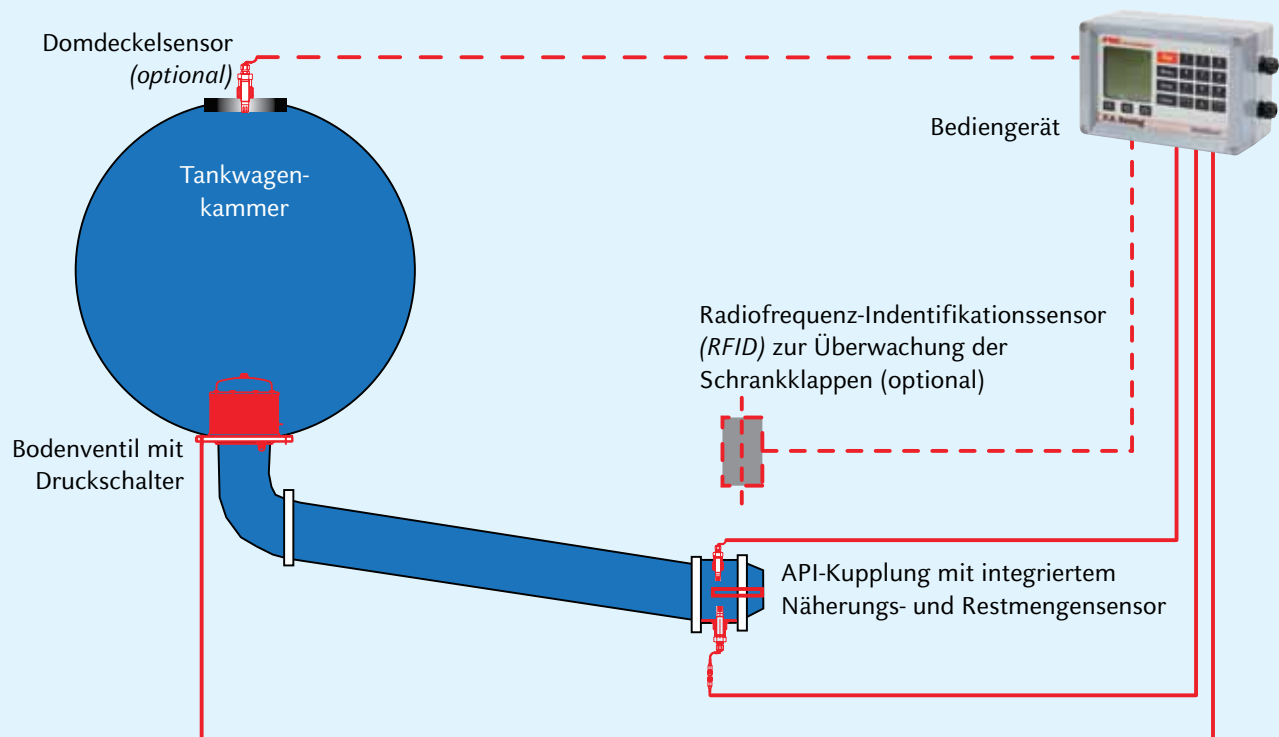 Domdeckelsensor
(optional)
Bediengerät
Tankwagen-
kammer
Radiofrequenz-Indentifikationssensor
(RFID) zur Überwachung der
Schrankklappen (optional)
Bodenventil mit
Druckschalter
API-Kupplung mit integriertem
Näherungs- und Restmengensensor